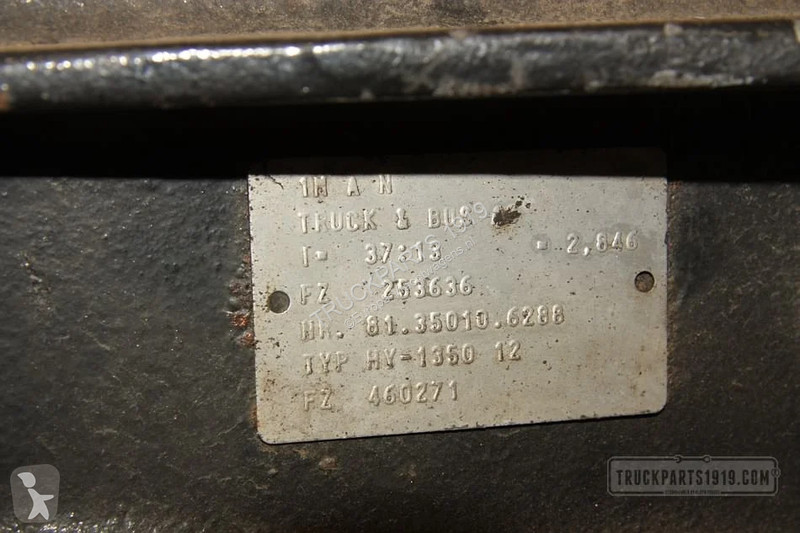 1M A N
TRUCK & BUS
I= 37:13 = 2,846
FZ 253636
NR. 81.35010.6288
TYP HY-1350 12
FZ 460271
TRUCKPARTS1919.COM